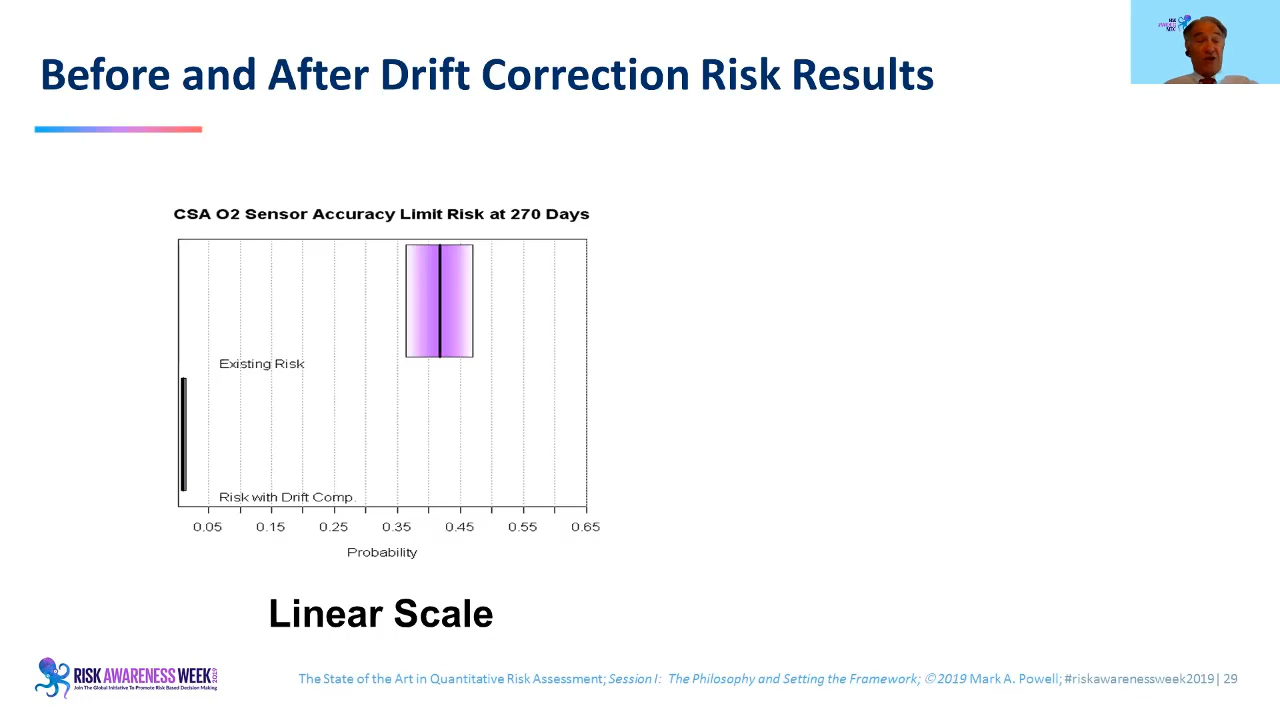 Before and After Drift Correction Risk Results
CSA O2 Sensor Accuracy Limit Risk at 270 Days
Existing Risk
Risk with Drift Comp.
0.05 0.15 0.25 0.35 0.45 0.55 0.65
Probability
Linear Scale
RISK AWARENESS WEEK 2019
Join The Global Initiative To Promote Risk Based Decision Making
The State of the Art in Quantitative Risk Assessment; Session I: The Philosophy and Setting the Framework; ©2019 Mark A. Powell; #riskawarenessweek2019| 29